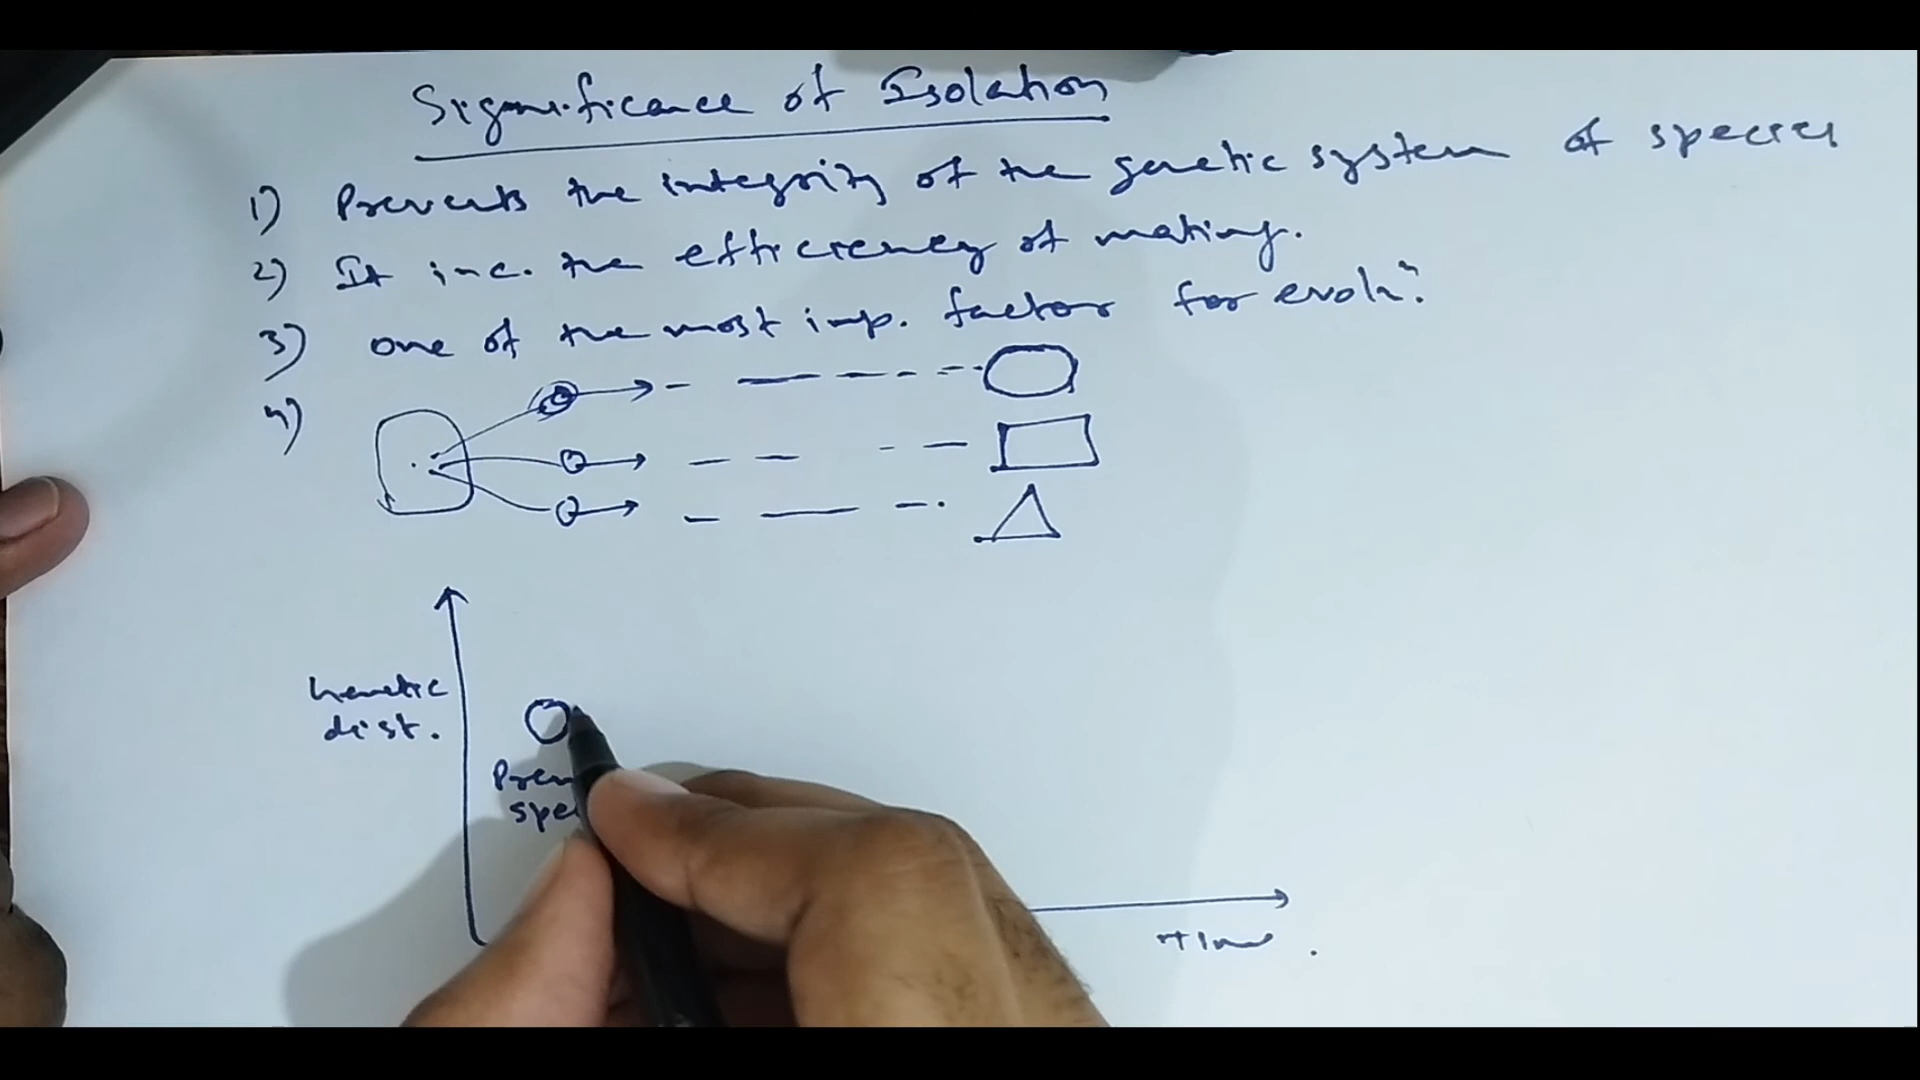 Significance of Isolation
1) Prevents the integrity of the genetic system of species
2) It inc. the efficiency of mating.
3) one of the most imp. factor for evoln.
4)
Genetic
dist.
Time